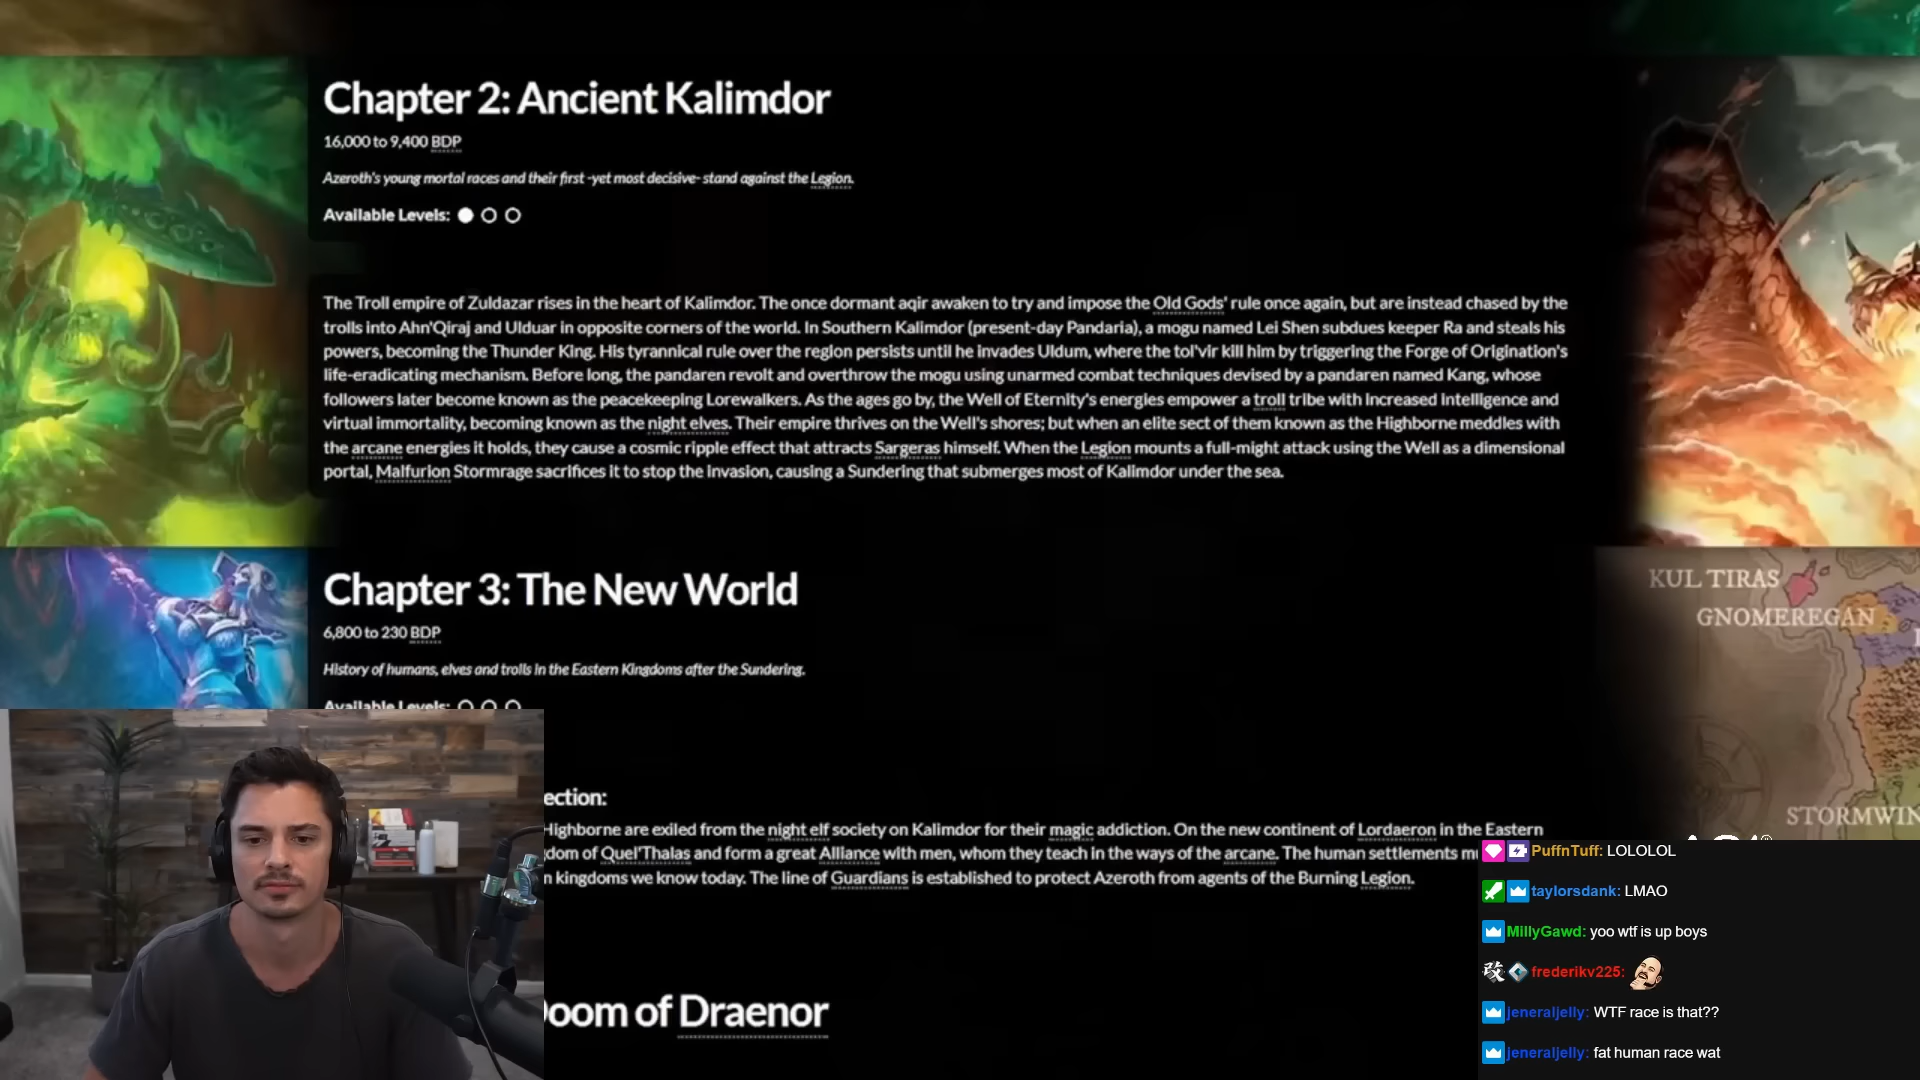 Chapter 2: Ancient Kalimdor
16,000 to 9,400 BDP
Azeroth's young mortal races and their first -yet most decisive- stand against the Legion.
Available Levels:
The Troll empire of Zuldazar rises in the heart of Kalimdor. The once dormant aqir awaken to try and impose the Old Gods' rule once again, but are instead chased by the
trolls into Ahn'Qiraj and Ulduar in opposite corners of the world. In Southern Kalimdor (present-day Pandaria), a mogu named Lei Shen subdues keeper Ra and steals his
powers, becoming the Thunder King. His tyrannical rule over the region persists until he invades Uldum, where the tol'vir kill him by triggering the Forge of Origination's
life-eradicating mechanism. Before long, the pandaren revolt and overthrow the mogu using unarmed combat techniques devised by a pandaren named Kang, whose
followers later become known as the peacekeeping Lorewalkers. As the ages go by, the Well of Eternity's energies empower a troll tribe with increased intelligence and
virtual immortality, becoming known as the night elves. Their empire thrives on the Well's shores; but when an elite sect of them known as the Highborne meddles with
the arcane energies it holds, they cause a cosmic ripple effect that attracts Sargeras himself. When the Legion mounts a full-might attack using the Well as a dimensional
portal, Malfurion Stormrage sacrifices it to stop the invasion, causing a Sundering that submerges most of Kalimdor under the sea.
Chapter 3: The New World
6,800 to 230 BDP
History of humans, elves and trolls in the Eastern Kingdoms after the Sundering.
Available Levels:
KUL TIRAS
GNOMEREGAN
STORMWIN
ection:
Highborne are exiled from the night elf society on Kalimdor for their magic addiction. On the new continent of Lordaeron in the Eastern
dom of Quel'Thalas and form a great Alliance with men, whom they teach in the ways of the arcane. The human settlements m
n kingdoms we know today. The line of Guardians is established to protect Azeroth from agents of the Burning Legion.
oom of Draenor
PuffnTuff: LOLOLOL
taylorsdank: LMAO
MillyGawd: yoo wtf is up boys
frederikv225:
jeneraljelly: WTF race is that??
jeneraljelly: fat human race wat